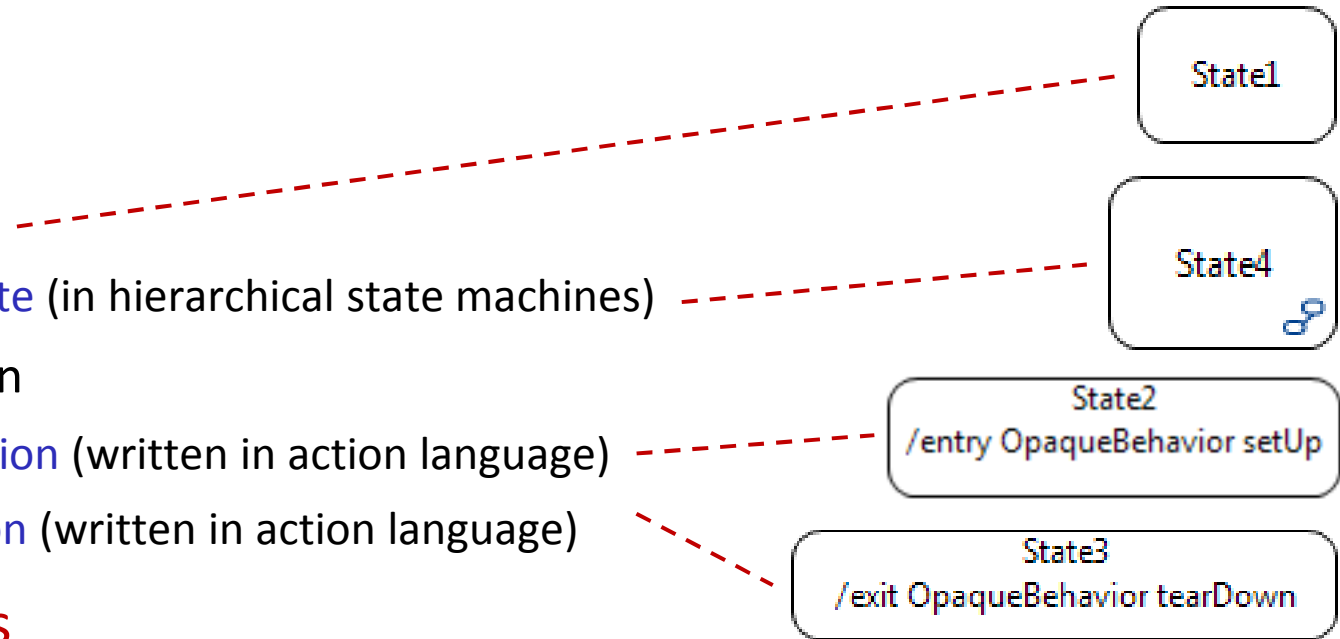 State1
State4
te (in hierarchical state machines)
n
State2
/entry OpaqueBehavior setUp
ion (written in action language)
on (written in action language)
State3
/exit OpaqueBehavior tearDown
s